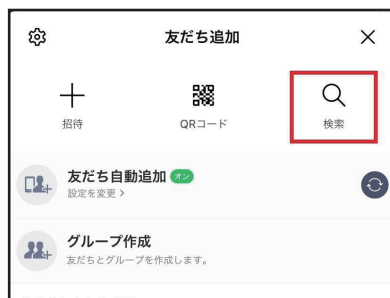 友だち追加
招待
QRコード
検索
友だち自動追加 オン
設定を変更 >
グループ作成
友だちとグループを作成します。